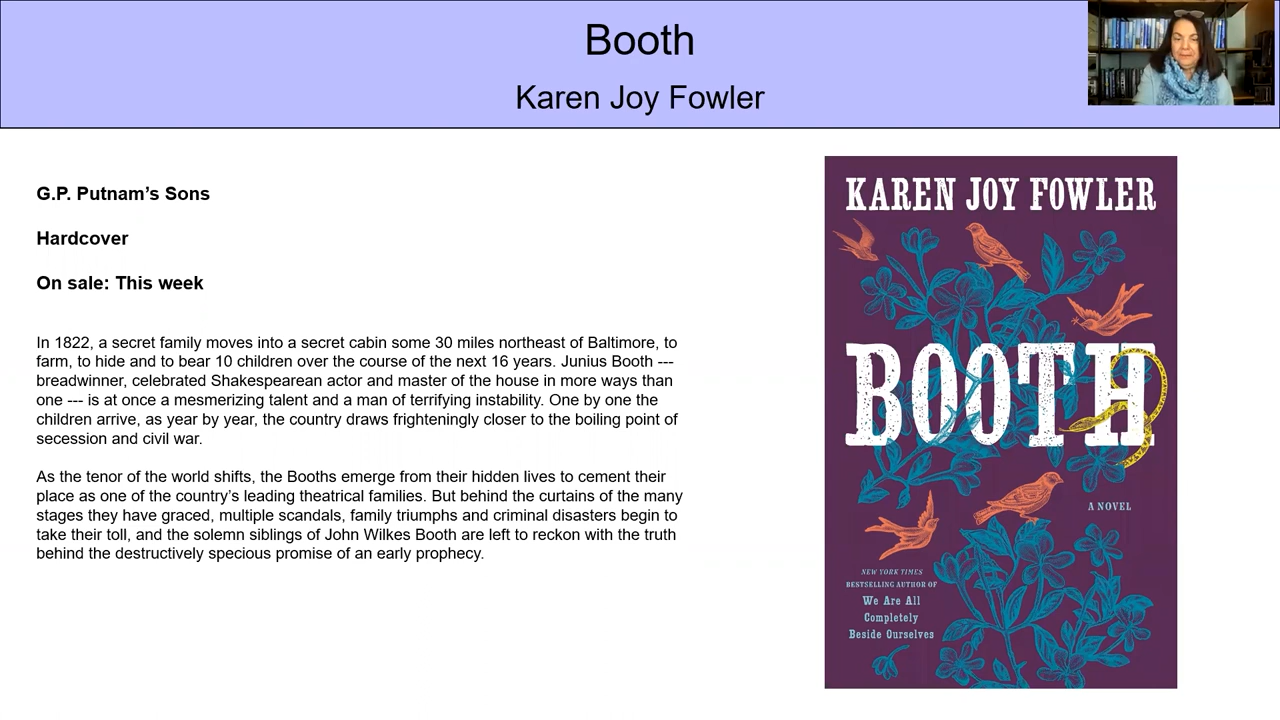 Booth
Karen Joy Fowler
G.P. Putnam’s Sons
Hardcover
On sale: This week
In 1822, a secret family moves into a secret cabin some 30 miles northeast of Baltimore, to
farm, to hide and to bear 10 children over the course of the next 16 years. Junius Booth ---
breadwinner, celebrated Shakespearean actor and master of the house in more ways than
one --- is at once a mesmerizing talent and a man of terrifying instability. One by one the
children arrive, as year by year, the country draws frighteningly closer to the boiling point of
secession and civil war.
As the tenor of the world shifts, the Booths emerge from their hidden lives to cement their
place as one of the country’s leading theatrical families. But behind the curtains of the many
stages they have graced, multiple scandals, family triumphs and criminal disasters begin to
take their toll, and the solemn siblings of John Wilkes Booth are left to reckon with the truth
behind the destructively specious promise of an early prophecy.
KAREN JOY FOWLER
BOOTH
A NOVEL
NEW YORK TIMES
BESTSELLING AUTHOR OF
We Are All
Completely
Beside Ourselves